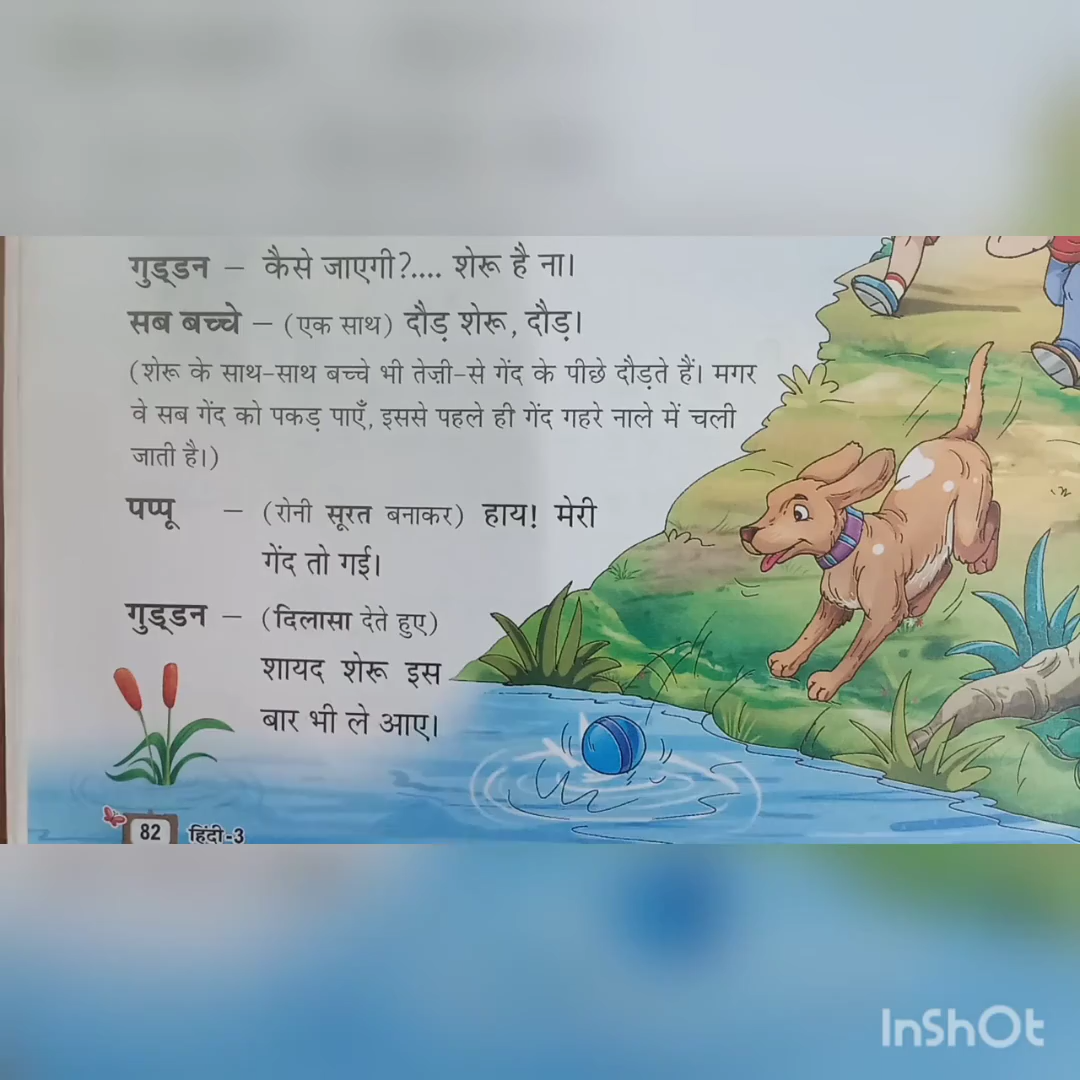 गुड्डन – कैसे जाएगी?.... शेरू है ना।
सब बच्चे – (एक साथ) दौड़ शेरू, दौड़।
(शेरू के साथ-साथ बच्चे भी तेज़ी-से गेंद के पीछे दौड़ते हैं। मगर
वे सब गेंद को पकड़ पाएँ, इससे पहले ही गेंद गहरे नाले में चली
जाती है।)
पप्पू – (रोनी सूरत बनाकर) हाय! मेरी
गेंद तो गई।
गुड्डन – (दिलासा देते हुए)
शायद शेरू इस
बार भी ले आए।
82 हिंदी-3
InShOt